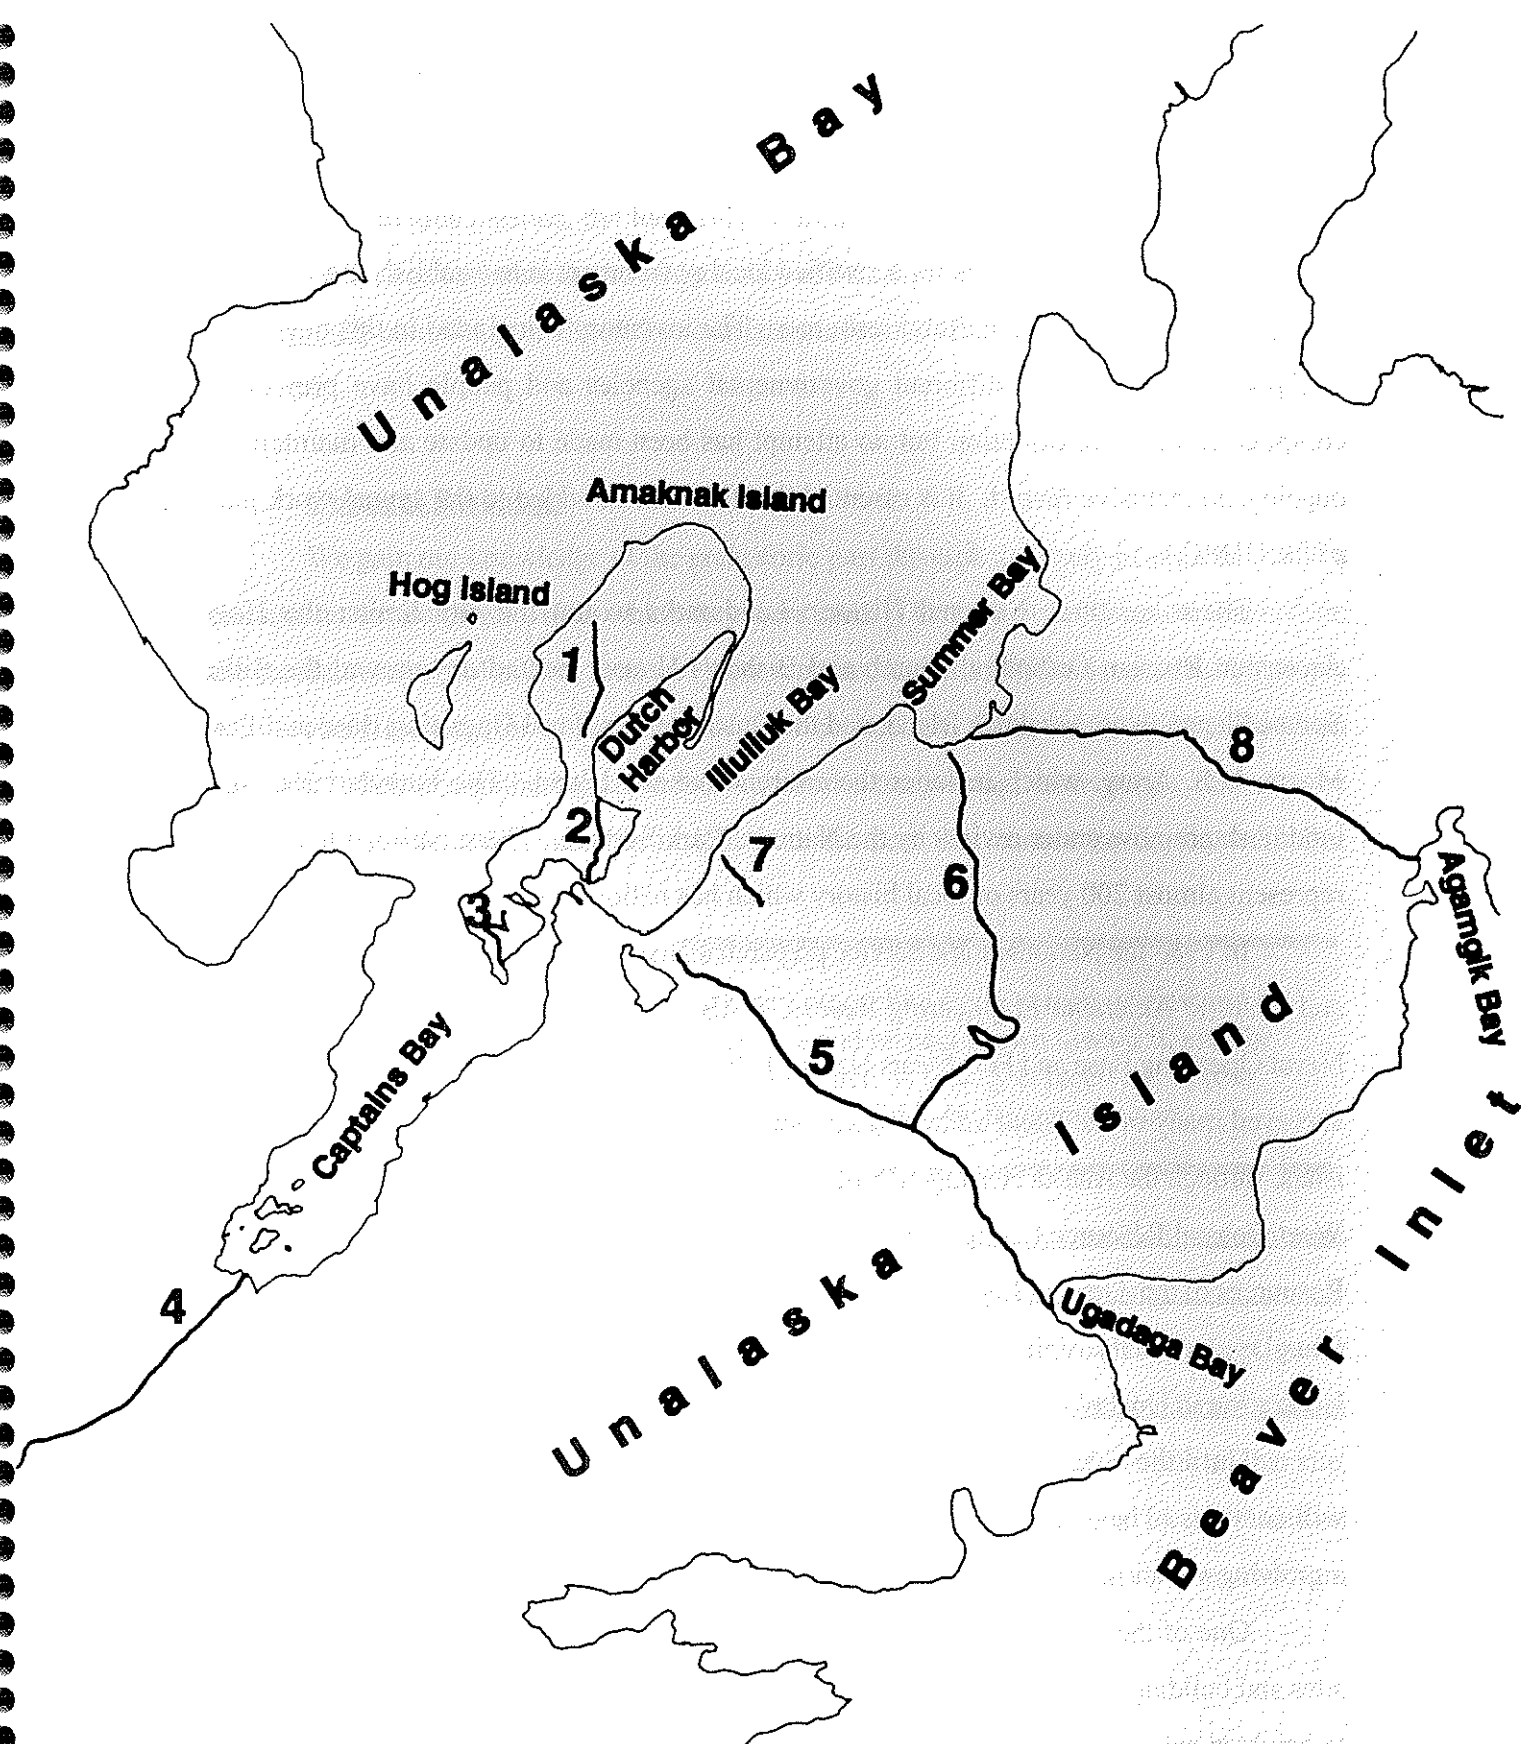 Unalaska Bay
Amaknak Island
Hog Island
Summer Bay
1
Dutch
Harbor
Iliuliuk Bay
8
2
7
6
3
Agamgik Bay
Captains Bay
5
Island
4
Unalaska
Ugadaga Bay
Beaver Inlet